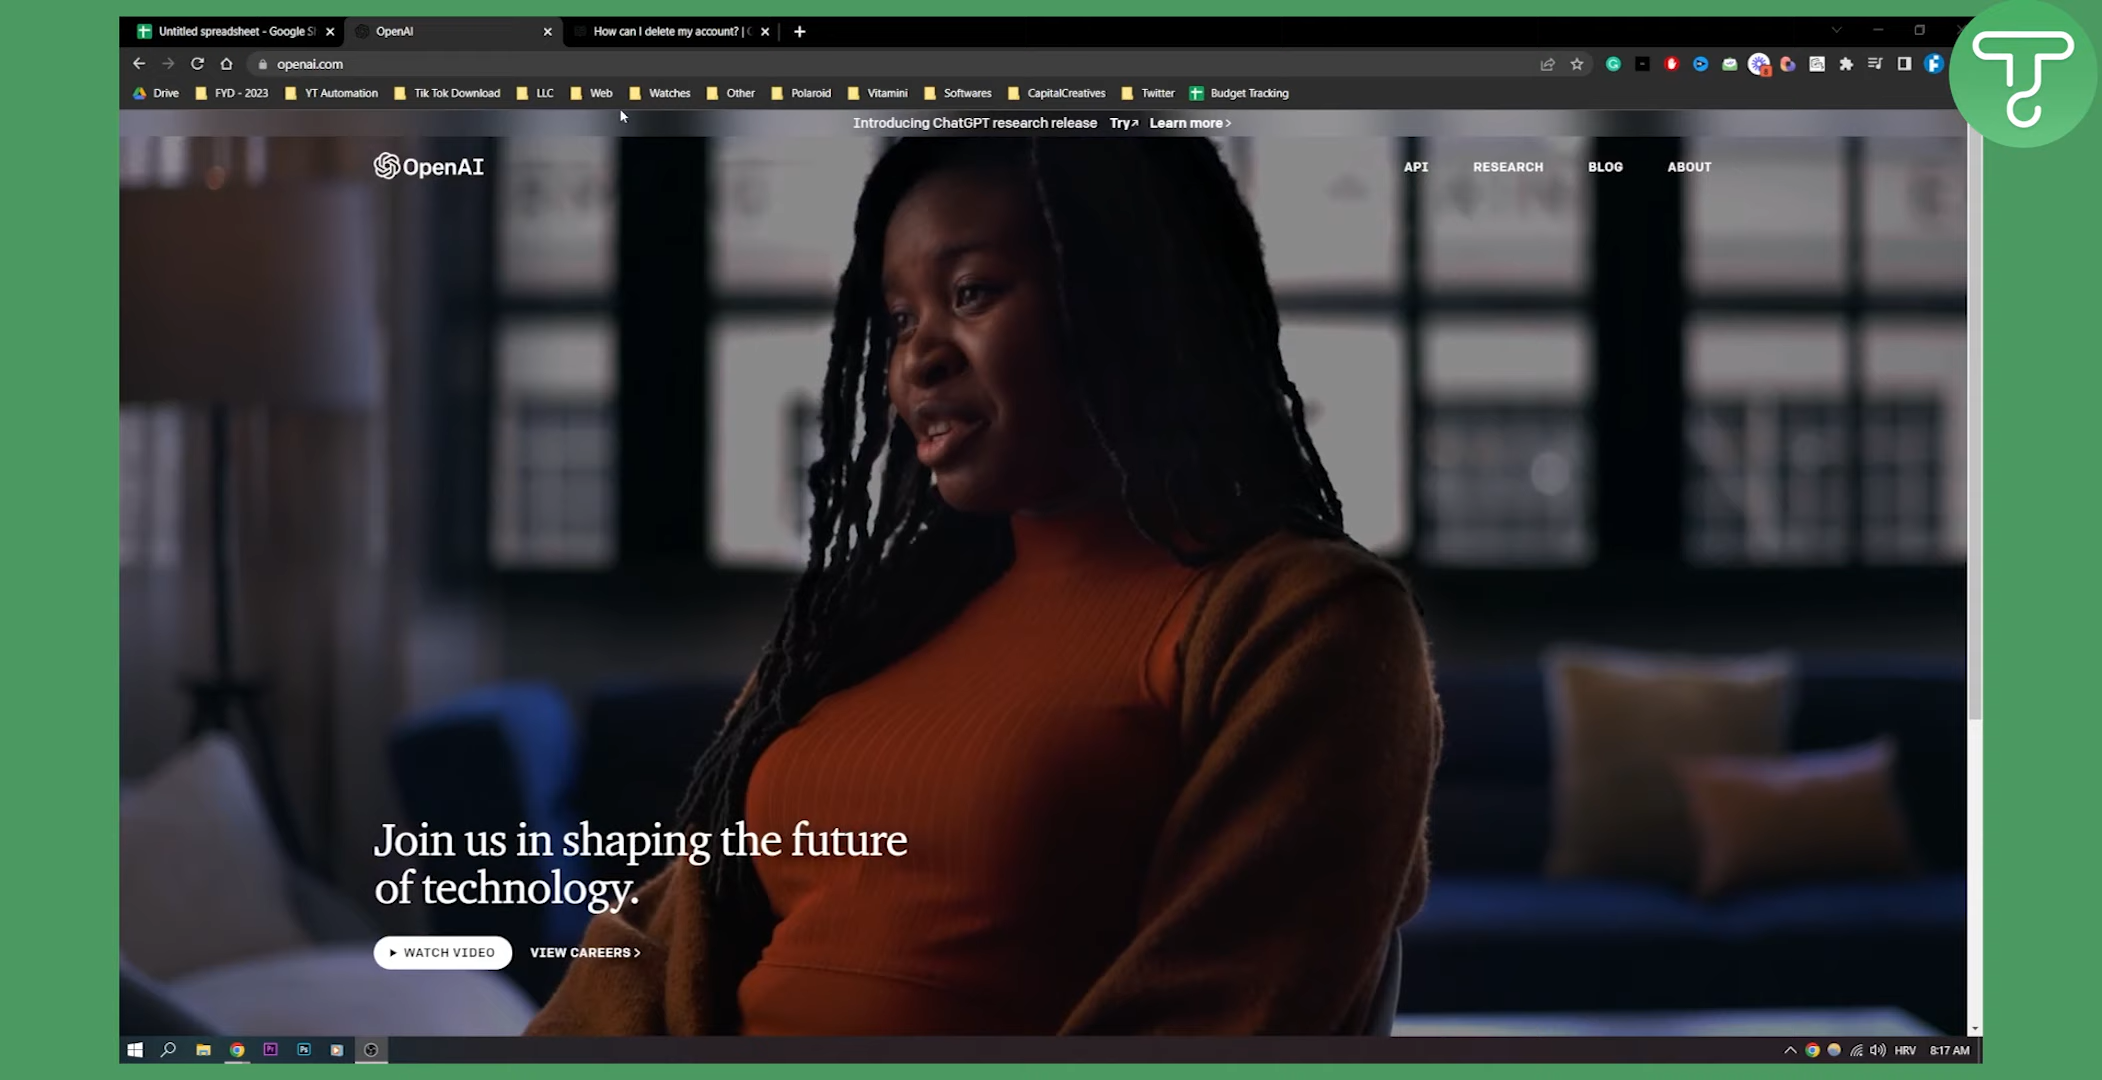 Untitled spreadsheet - Google S
OpenAI
How can I delete my account? |
openai.com
Drive FYD - 2023 YT Automation Tik Tok Download LLC Web Watches Other Polaroid Vitamini Softwares CapitalCreatives Twitter Budget Tracking
Introducing ChatGPT research release Try↗ Learn more >
OpenAI
API RESEARCH BLOG ABOUT
Join us in shaping the future
of technology.
WATCH VIDEO VIEW CAREERS >
HRV 8:17 AM